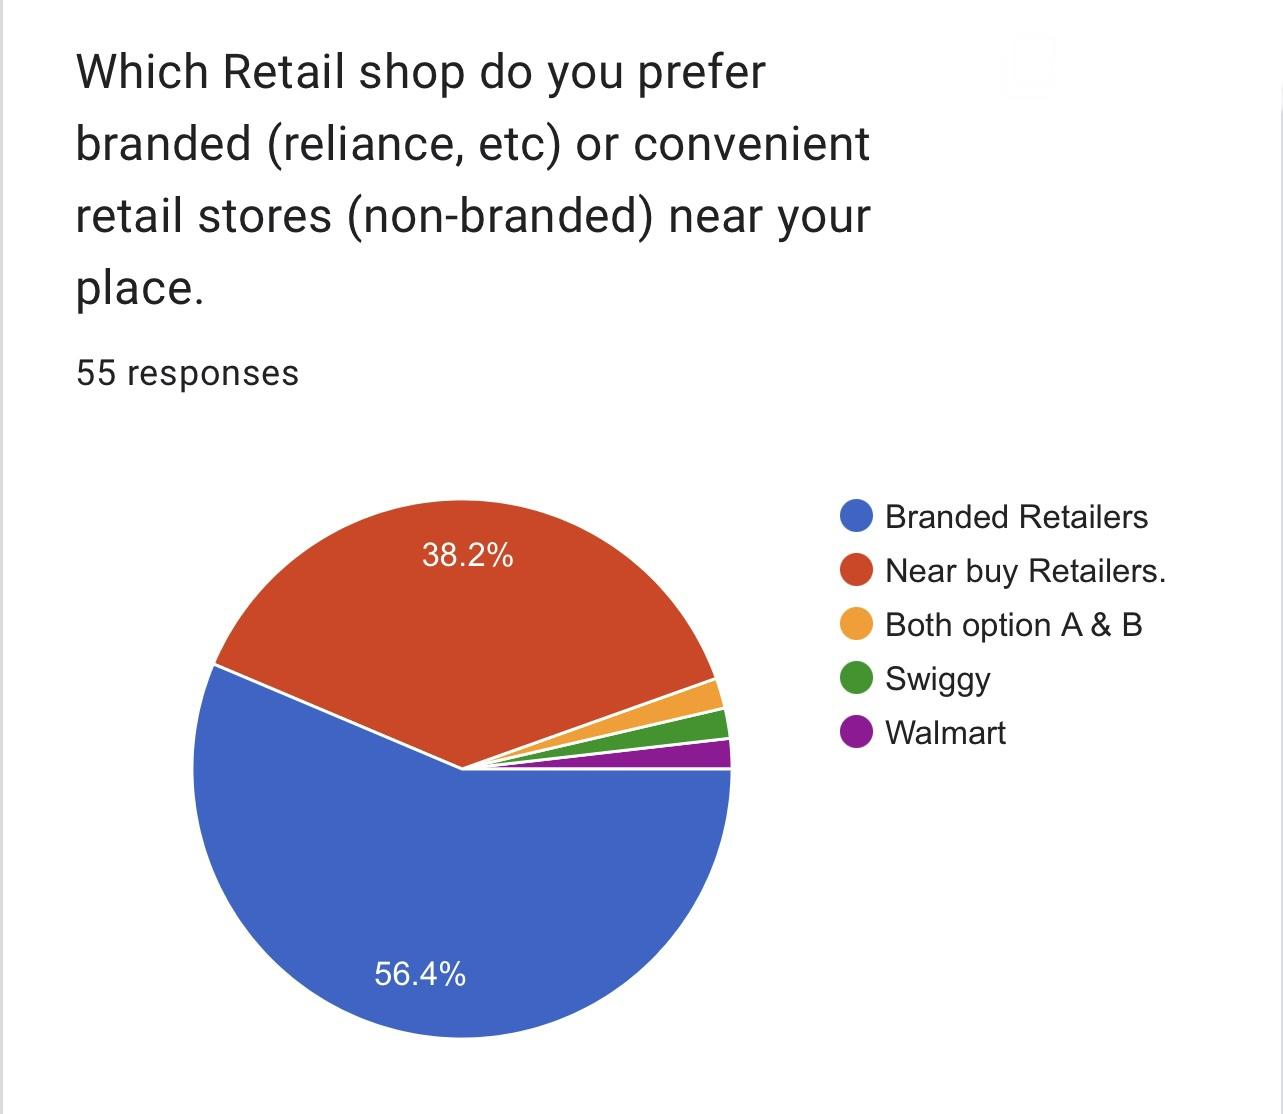 Which Retail shop do you prefer
branded (reliance, etc) or convenient
retail stores (non-branded) near your
place.
55 responses
38.2%
56.4%
Branded Retailers
Near buy Retailers.
Both option A & B
Swiggy
Walmart